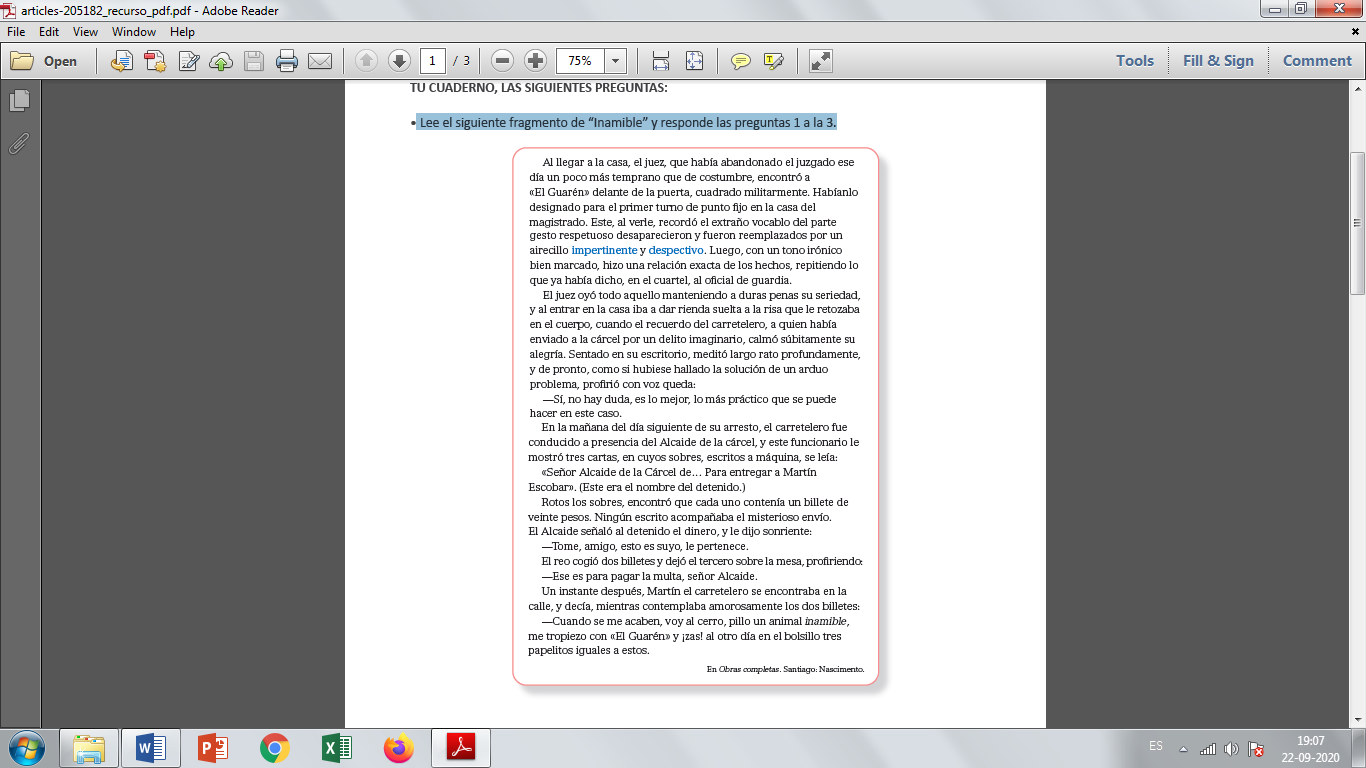 articles-205182_recurso_pdf.pdf - Adobe Reader
File Edit View Window Help
Open 1 / 3 75% Tools Fill & Sign Comment
TU CUADERNO, LAS SIGUIENTES PREGUNTAS:
• Lee el siguiente fragmento de “Inamible” y responde las preguntas 1 a la 3.
Al llegar a la casa, el juez, que había abandonado el juzgado ese
día un poco más temprano que de costumbre, encontró a
«El Guarén» delante de la puerta, cuadrado militarmente. Habíanlo
designado para el primer turno de punto fijo en la casa del
magistrado. Este, al verle, recordó el extraño vocablo del parte
gesto respetuoso desaparecieron y fueron reemplazados por un
airecillo impertinente y despectivo. Luego, con un tono irónico
bien marcado, hizo una relación exacta de los hechos, repitiendo lo
que ya había dicho, en el cuartel, al oficial de guardia.
El juez oyó todo aquello manteniendo a duras penas su seriedad,
y al entrar en la casa iba a dar rienda suelta a la risa que le retozaba
en el cuerpo, cuando el recuerdo del carretelero, a quien había
enviado a la cárcel por un delito imaginario, calmó súbitamente su
alegría. Sentado en su escritorio, meditó largo rato profundamente,
y de pronto, como si hubiese hallado la solución de un arduo
problema, profirió con voz queda:
—Sí, no hay duda, es lo mejor, lo más práctico que se puede
hacer en este caso.
En la mañana del día siguiente de su arresto, el carretelero fue
conducido a presencia del Alcaide de la cárcel, y este funcionario le
mostró tres cartas, en cuyos sobres, escritos a máquina, se leía:
«Señor Alcaide de la Cárcel de… Para entregar a Martín
Escobar». (Este era el nombre del detenido.)
Rotos los sobres, encontró que cada uno contenía un billete de
veinte pesos. Ningún escrito acompañaba el misterioso envío.
El Alcaide señaló al detenido el dinero, y le dijo sonriente:
—Tome, amigo, esto es suyo, le pertenece.
El reo cogió dos billetes y dejó el tercero sobre la mesa, profiriendo:
—Ese es para pagar la multa, señor Alcaide.
Un instante después, Martín el carretelero se encontraba en la
calle, y decía, mientras contemplaba amorosamente los dos billetes:
—Cuando se me acaben, voy al cerro, pillo un animal inamible,
me tropiezo con «El Guarén» y ¡zas! al otro día en el bolsillo tres
papelitos iguales a estos.
En Obras completas. Santiago: Nascimento.
ES 19:07
22-09-2020